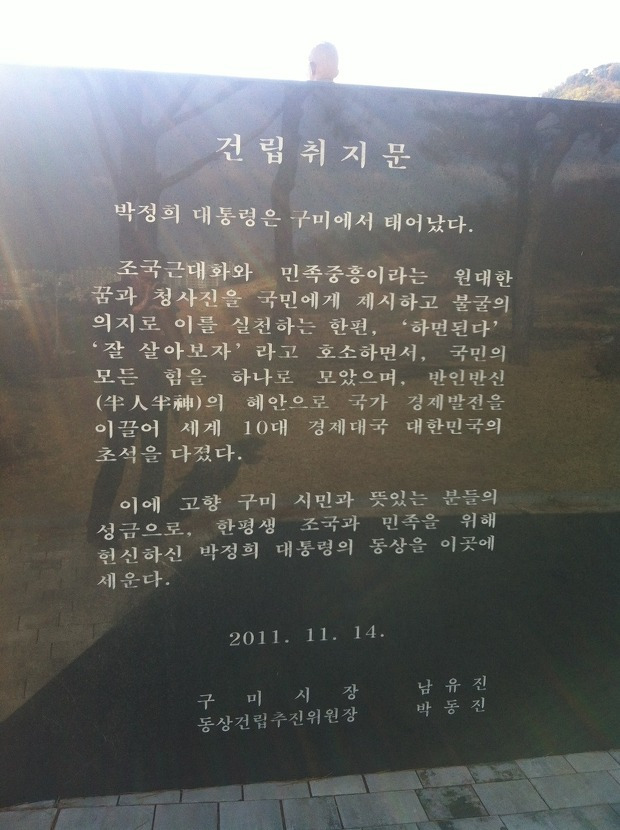 건립취지문
박정희 대통령은 구미에서 태어났다.
조국근대화와 민족중흥이라는 원대한
꿈과 청사진을 국민에게 제시하고 불굴의
의지로 이를 실천하는 한편, ‘하면된다’
‘잘 살아보자’ 라고 호소하면서, 국민의
모든 힘을 하나로 모았으며, 반인반신
(半人半神)의 혜안으로 국가 경제발전을
이끌어 세계 10대 경제대국 대한민국의
초석을 다졌다.
이에 고향 구미 시민과 뜻있는 분들의
성금으로, 한평생 조국과 민족을 위해
헌신하신 박정희 대통령의 동상을 이곳에
세운다.
2011. 11. 14.
구미시장 남유진
동상건립추진위원장 박동진